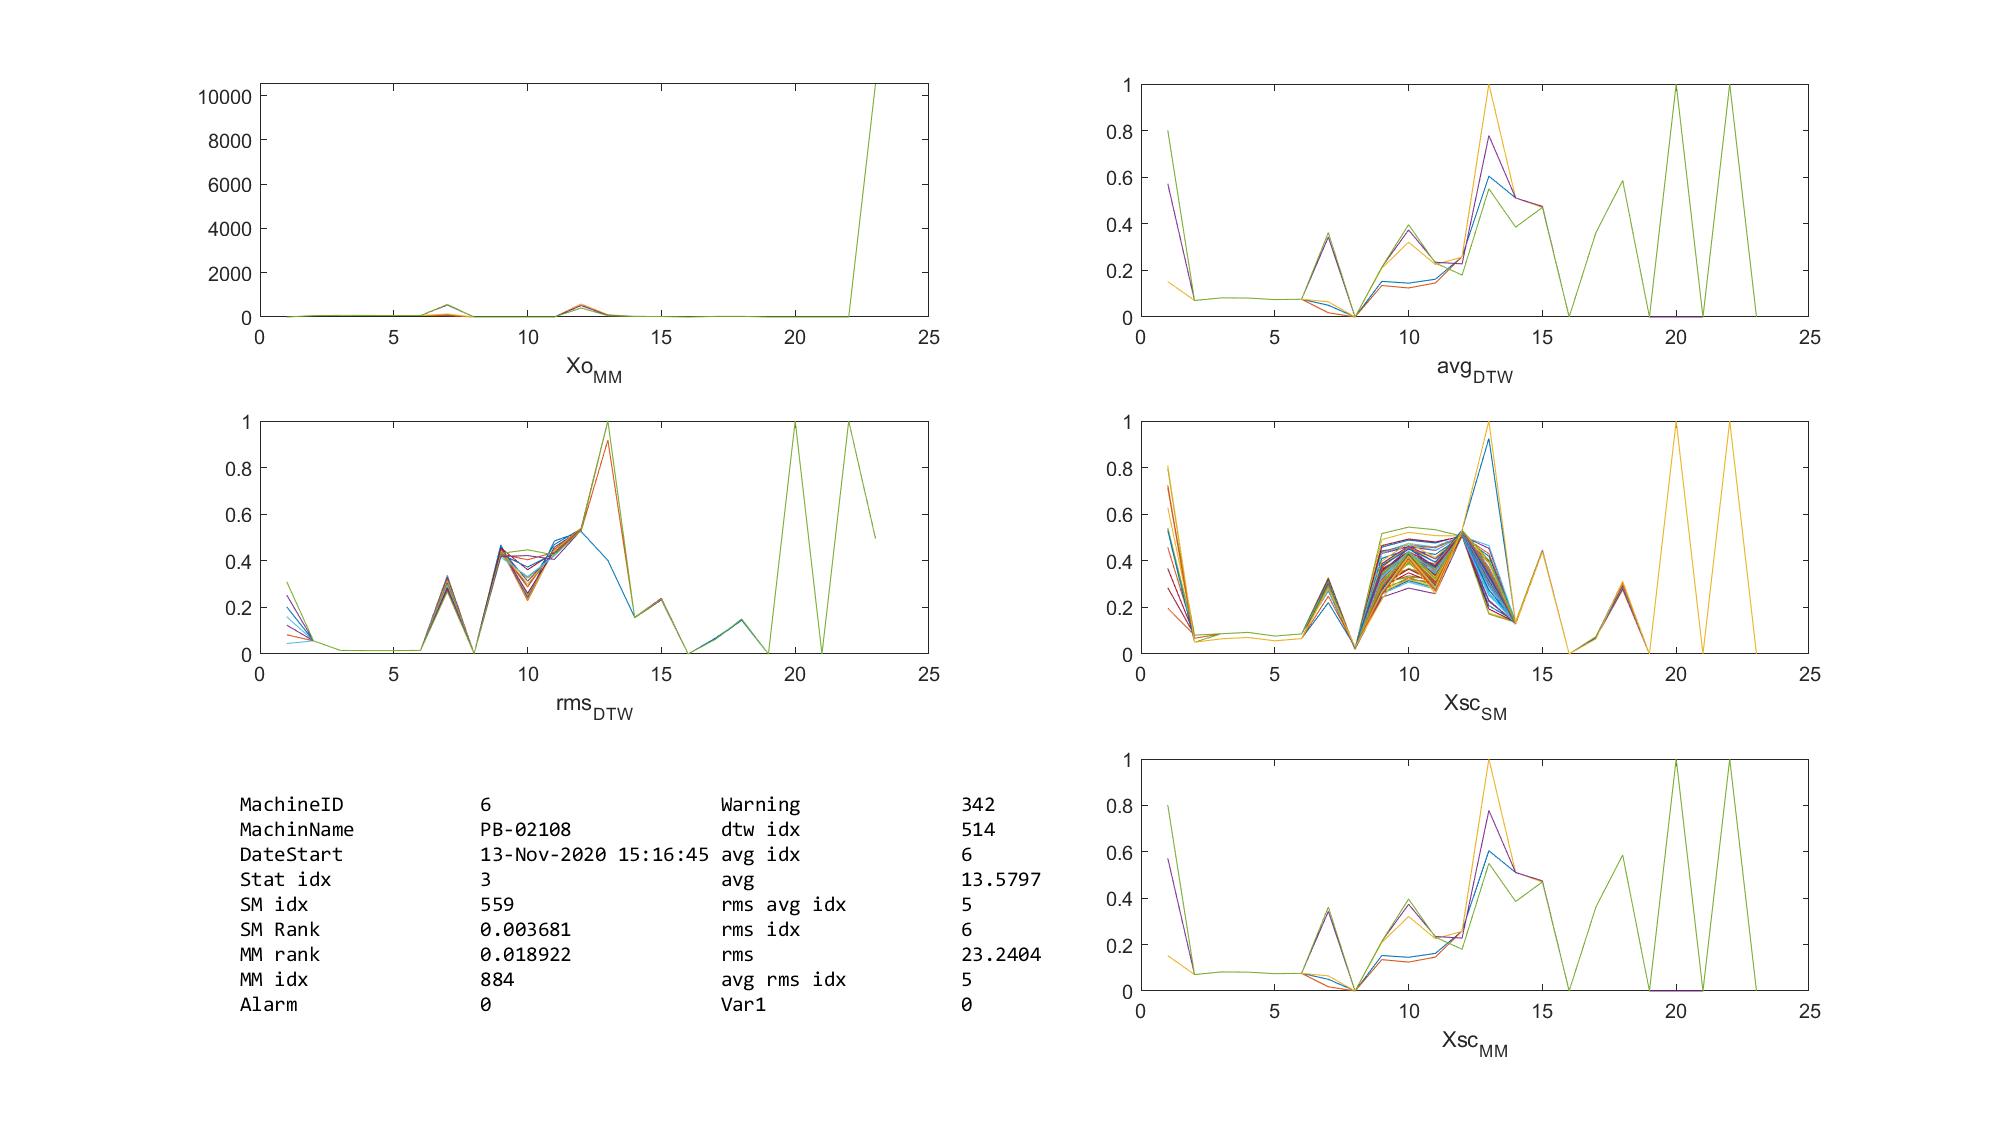 10000
8000
6000
4000
2000
0
0 5 10 15 20 25
Xo_MM
1
0.8
0.6
0.4
0.2
0
0 5 10 15 20 25
avg_DTW
1
0.8
0.6
0.4
0.2
0
0 5 10 15 20 25
rms_DTW
1
0.8
0.6
0.4
0.2
0
0 5 10 15 20 25
Xsc_SM
MachineID 6 Warning 342
MachinName PB-02108 dtw idx 514
DateStart 13-Nov-2020 15:16:45 avg idx 6
Stat idx 3 avg 13.5797
SM idx 559 rms avg idx 5
SM Rank 0.003681 rms idx 6
MM rank 0.018922 rms 23.2404
MM idx 884 avg rms idx 5
Alarm 0 Var1 0
1
0.8
0.6
0.4
0.2
0
0 5 10 15 20 25
Xsc_MM